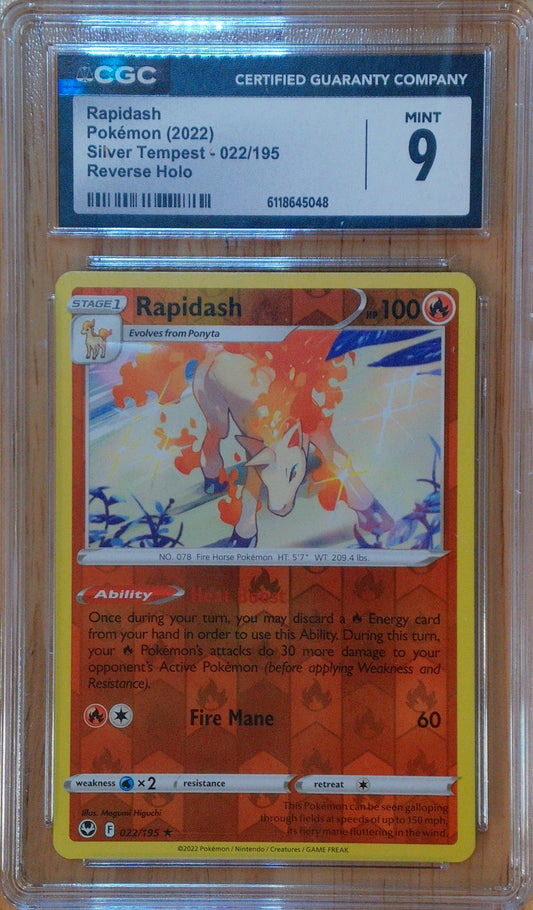 CGC
CERTIFIED GUARANTY COMPANY
Rapidash
Pokémon (2022)
Silver Tempest - 022/195
Reverse Holo
MINT
9
6118645048
STAGE 1
Rapidash
HP 100
Evolves from Ponyta
NO. 078 Fire Horse Pokémon HT: 5'7" WT: 209.4 lbs.
Ability Heat Boost
Once during your turn, you may discard a Energy card
from your hand in order to use this Ability. During this turn,
your Pokémon's attacks do 30 more damage to your
opponent's Active Pokémon (before applying Weakness and
Resistance).
Fire Mane 60
weakness ×2 resistance retreat
Illus. Megumi Higuchi
This Pokémon can be seen galloping
through fields at speeds of up to 150 mph,
its fiery mane fluttering in the wind.
F 022/195 ★
©2022 Pokémon / Nintendo / Creatures / GAME FREAK